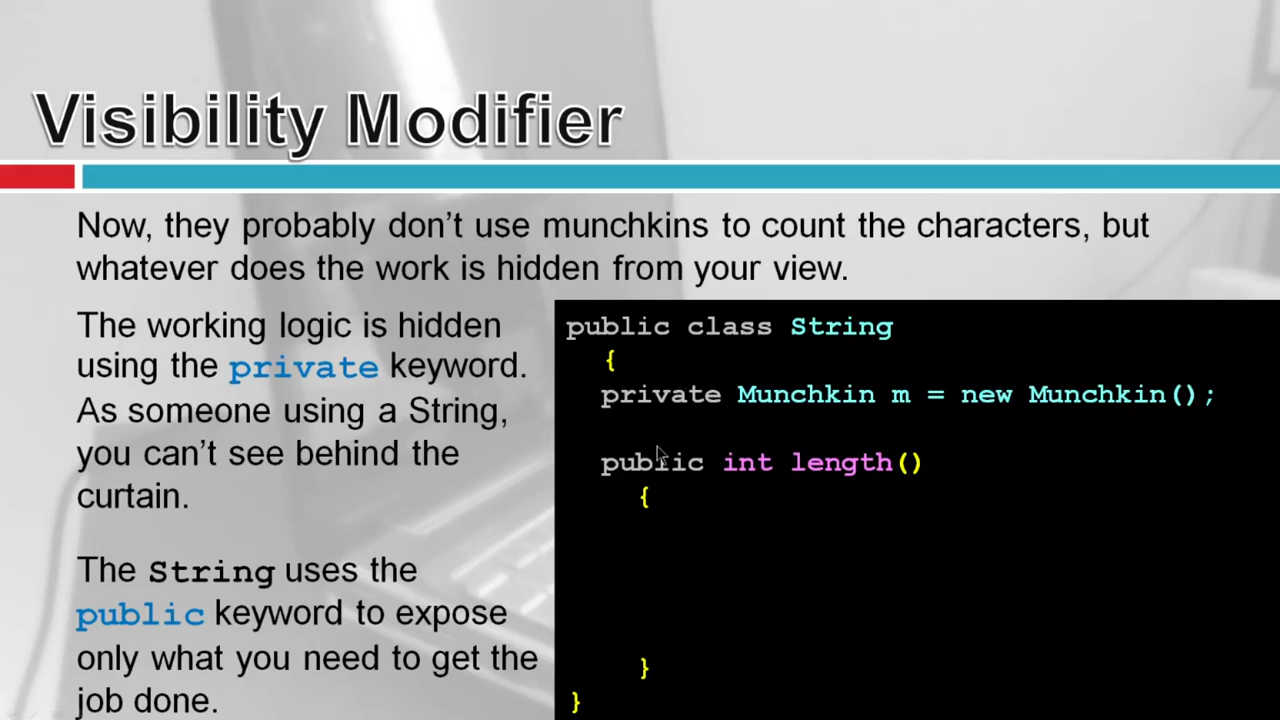 Visibility Modifier
Now, they probably don’t use munchkins to count the characters, but
whatever does the work is hidden from your view.
The working logic is hidden
using the private keyword.
As someone using a String,
you can’t see behind the
curtain.
The String uses the
public keyword to expose
only what you need to get the
job done.
public class String
{
private Munchkin m = new Munchkin();
public int length()
{
}
}